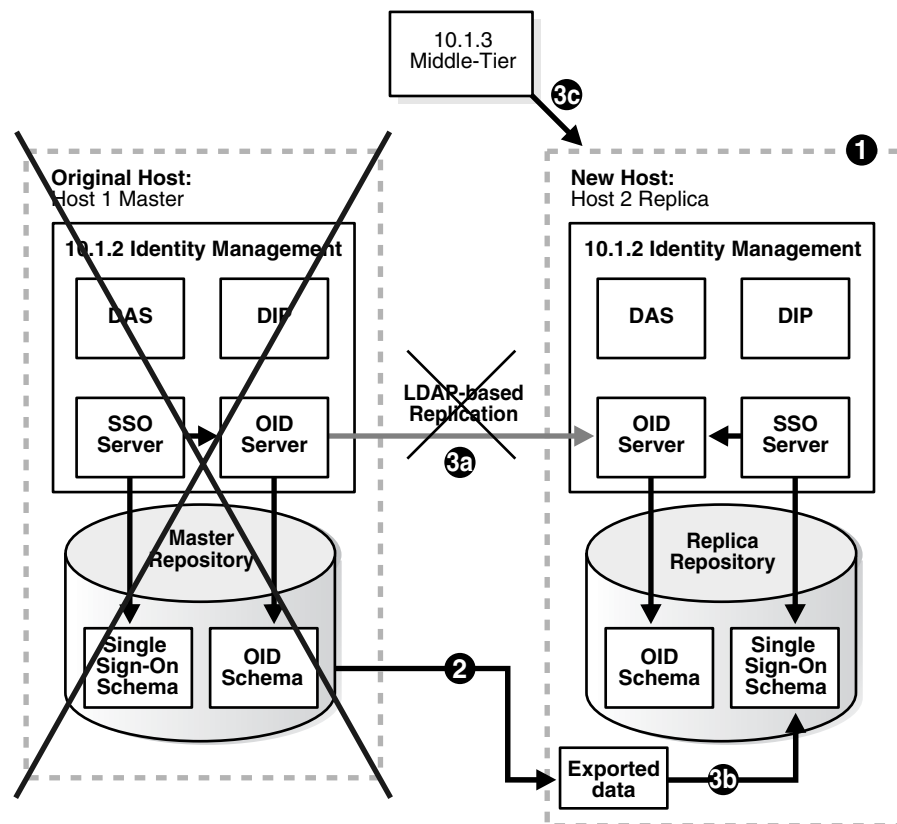 10.1.3
Middle-Tier
3c
1
Original Host:
Host 1 Master
10.1.2 Identity Management
DAS
DIP
SSO
Server
OID
Server
LDAP-based
Replication
3a
New Host:
Host 2 Replica
10.1.2 Identity Management
DAS
DIP
OID
Server
SSO
Server
Master
Repository
Single
Sign-On
Schema
OID
Schema
2
Replica
Repository
OID
Schema
Single
Sign-On
Schema
Exported
data
3b